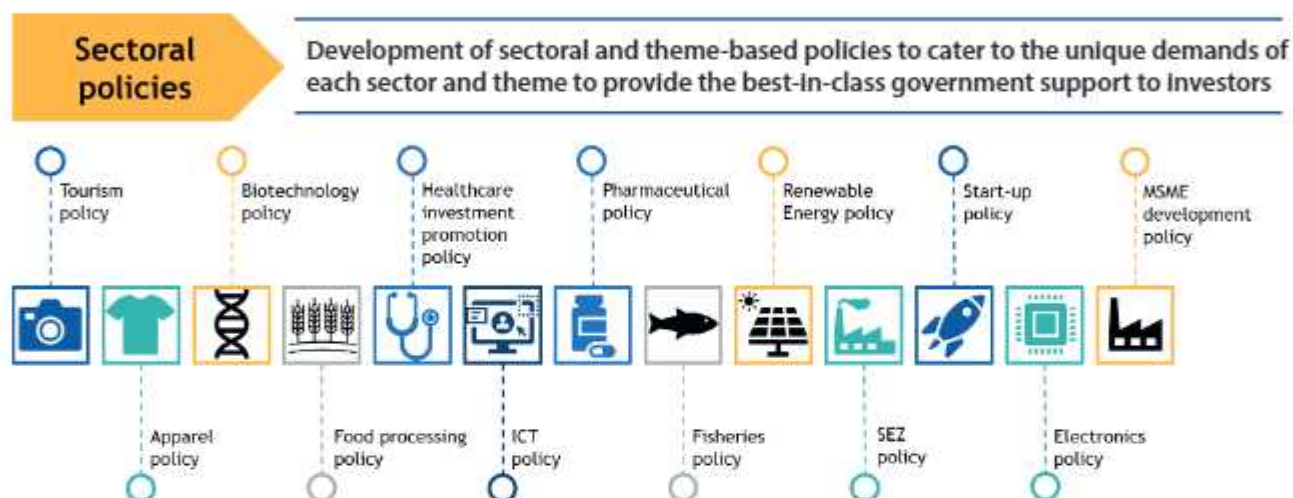 Sectoral
policies
Development of sectoral and theme-based policies to cater to the unique demands of
each sector and theme to provide the best-in-class government support to investors
Tourism
policy
Biotechnology
policy
Healthcare
investment
promotion
policy
Pharmaceutical
policy
Renewable
Energy policy
Start-up
policy
MSME
development
policy
Apparel
policy
Food processing
policy
ICT
policy
Fisheries
policy
SEZ
policy
Electronics
policy